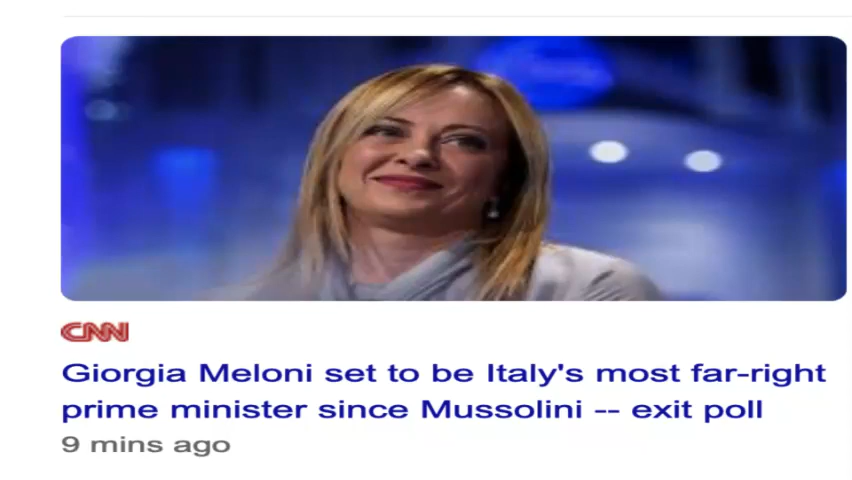 CNN
Giorgia Meloni set to be Italy's most far-right
prime minister since Mussolini -- exit poll
9 mins ago